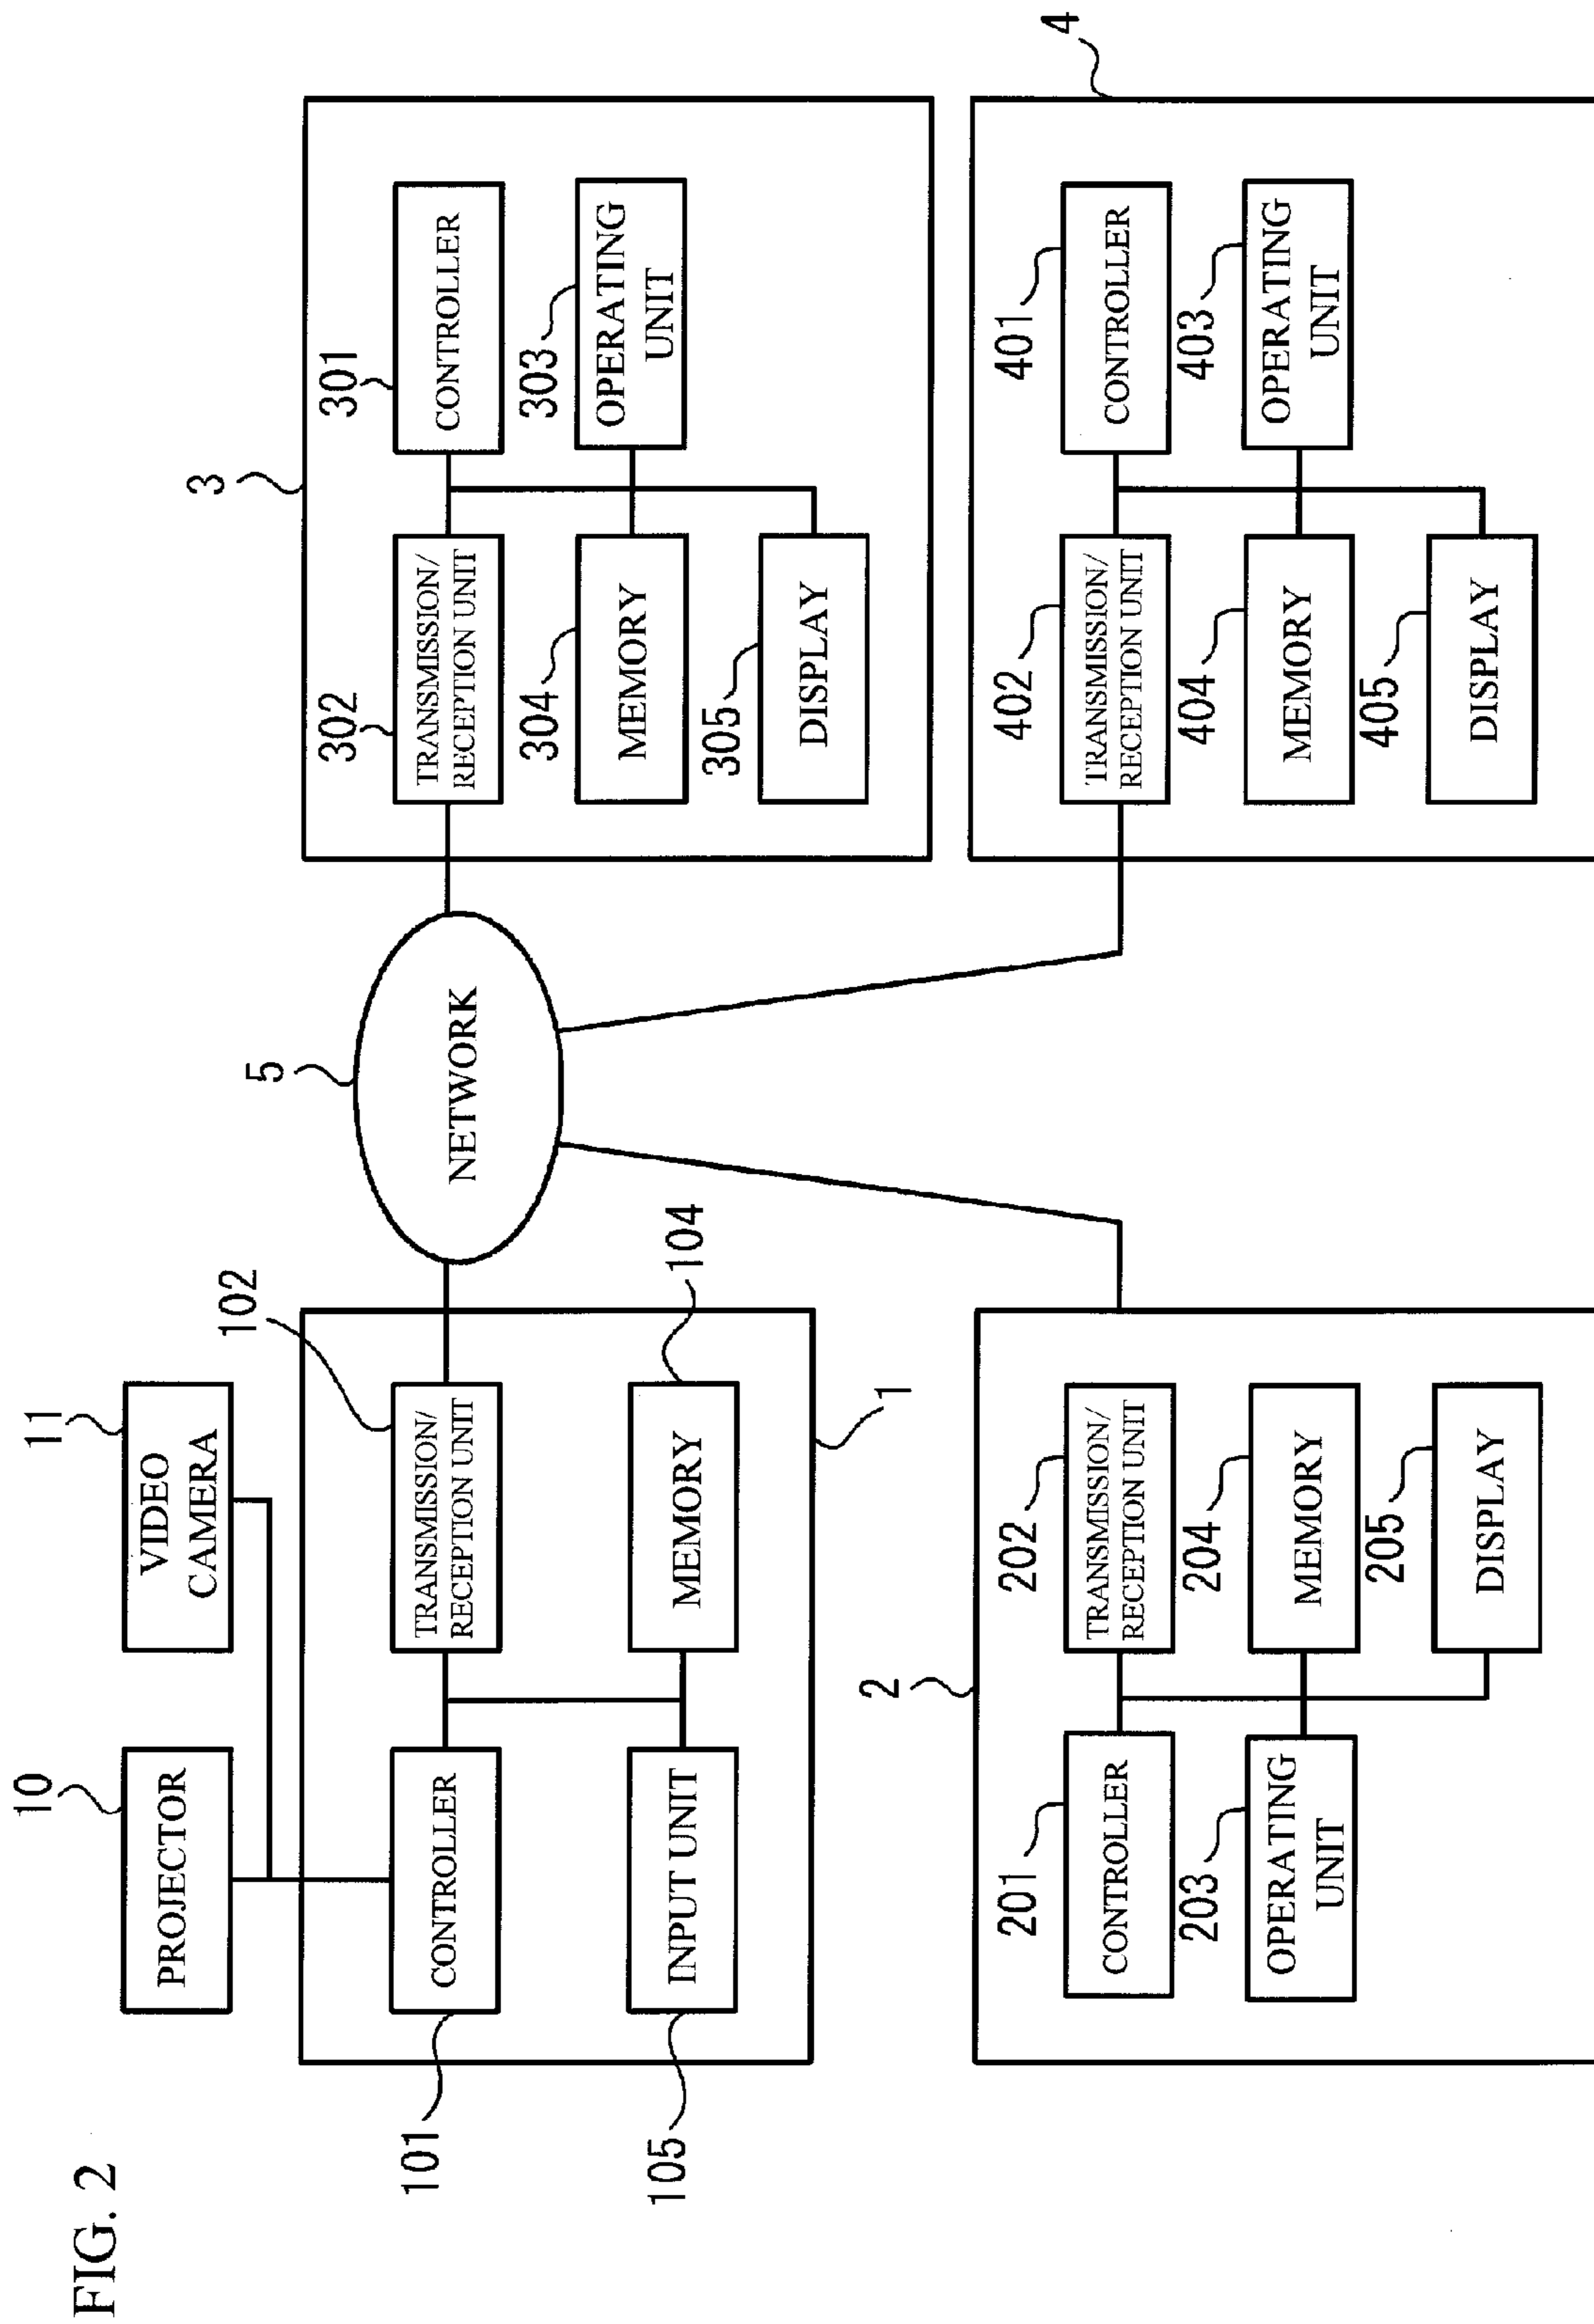 FIG. 2
10
PROJECTOR
11
VIDEO
CAMERA
101
CONTROLLER
102
TRANSMISSION/
RECEPTION UNIT
105
INPUT UNIT
104
MEMORY
1
5
NETWORK
3
302
TRANSMISSION/
RECEPTION UNIT
301
CONTROLLER
304
MEMORY
303
OPERATING
UNIT
305
DISPLAY
2
201
CONTROLLER
202
TRANSMISSION/
RECEPTION UNIT
203
OPERATING
UNIT
204
MEMORY
205
DISPLAY
4
402
TRANSMISSION/
RECEPTION UNIT
401
CONTROLLER
404
MEMORY
403
OPERATING
UNIT
405
DISPLAY